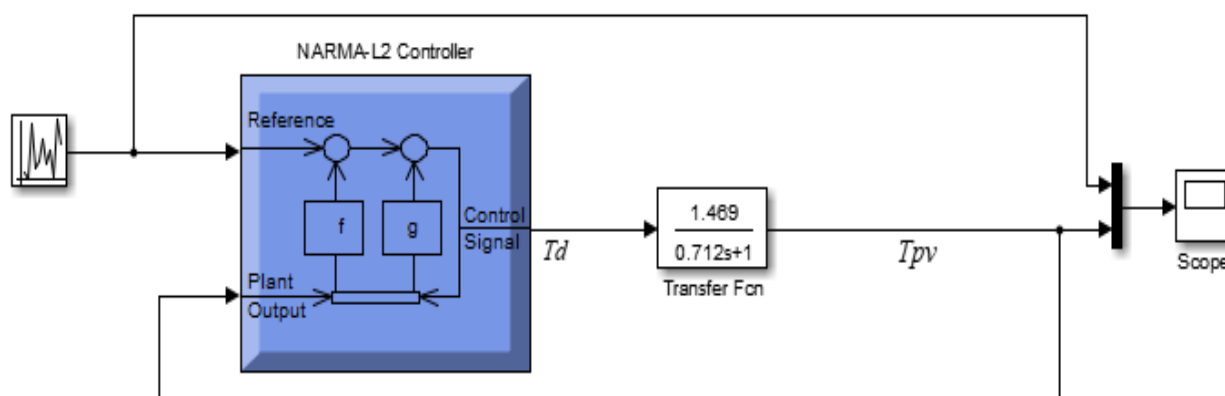 NARMA-L2 Controller
Reference
f
g
Control
Signal
Plant
Output
Td
1.469
0.712s+1
Transfer Fcn
Tpv
Scope